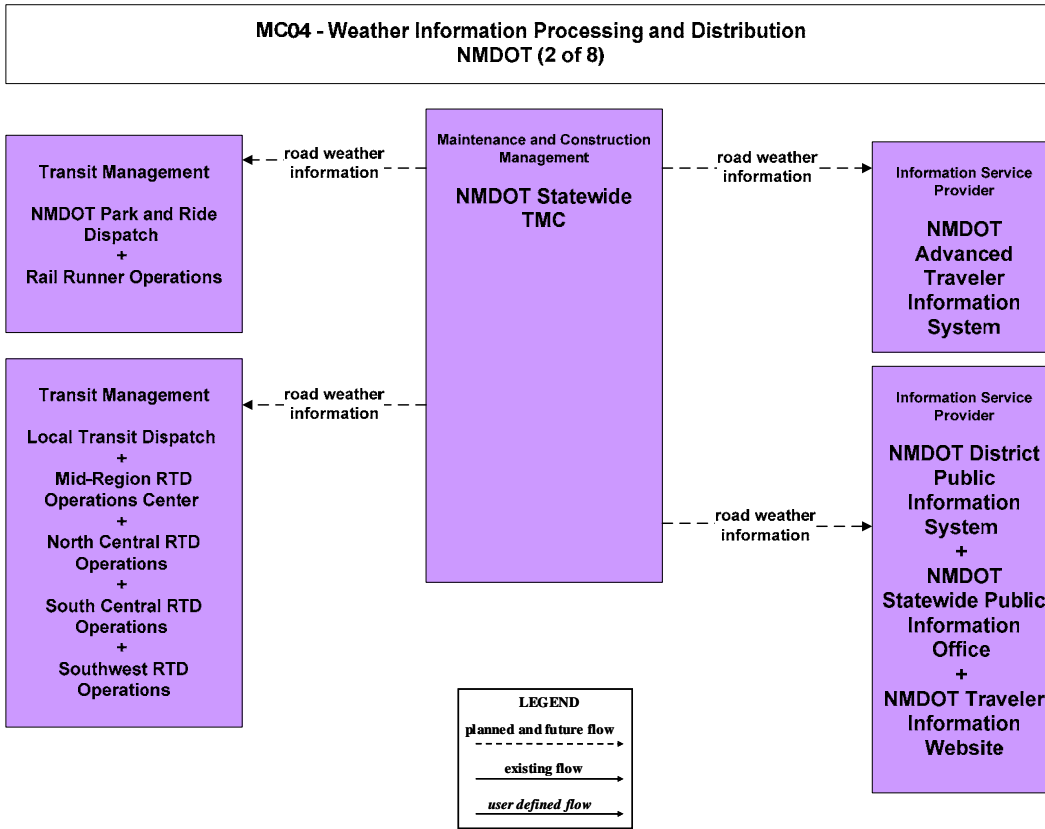 MC04 - Weather Information Processing and Distribution
NMDOT (2 of 8)
Transit Management
NMDOT Park and Ride
Dispatch
+
Rail Runner Operations
road weather
information
Maintenance and Construction
Management
NMDOT Statewide
TMC
road weather
information
Information Service
Provider
NMDOT
Advanced
Traveler
Information
System
Transit Management
Local Transit Dispatch
+
Mid-Region RTD
Operations Center
+
North Central RTD
Operations
+
South Central RTD
Operations
+
Southwest RTD
Operations
road weather
information
road weather
information
Information Service
Provider
NMDOT District
Public
Information
System
+
NMDOT
Statewide Public
Information
Office
+
NMDOT Traveler
Information
Website
LEGEND
planned and future flow
existing flow
user defined flow